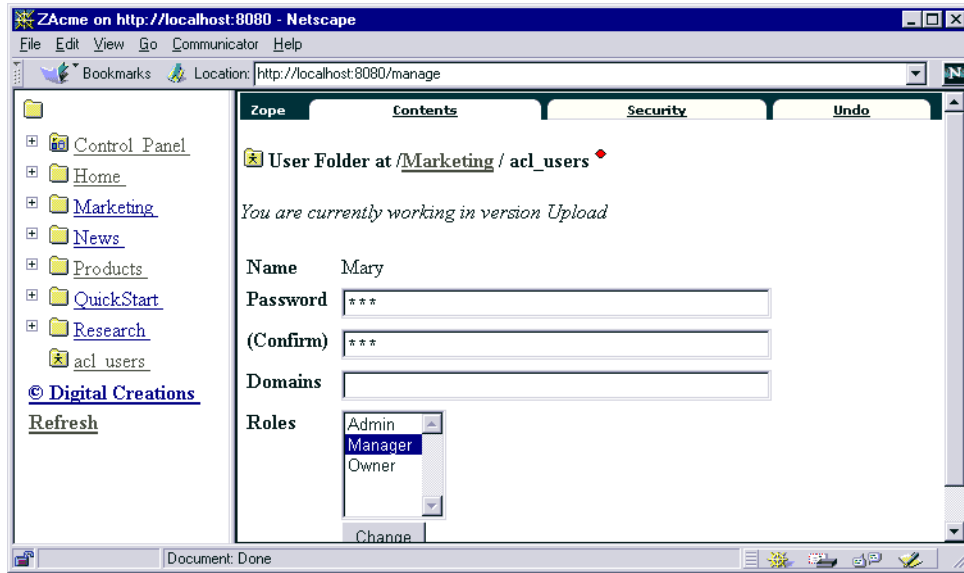 ZAcme on http://localhost:8080 - Netscape
File Edit View Go Communicator Help
Bookmarks Location: http://localhost:8080/manage N
Control Panel
Home
Marketing
News
Products
QuickStart
Research
acl_users
© Digital Creations
Refresh
Zope Contents Security Undo
User Folder at /Marketing / acl_users
You are currently working in version Upload
Name Mary
Password ***
(Confirm) ***
Domains
Roles
Admin
Manager
Owner
Change
Document: Done